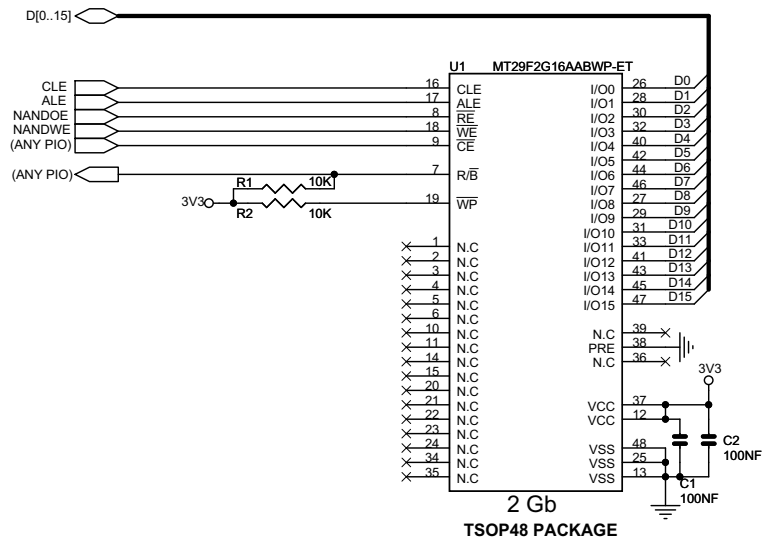 D[0..15]
U1 MT29F2G16AABWP-ET
CLE 16 CLE I/O0 26 D0
ALE 17 ALE I/O1 28 D1
NANDOE 8 RE I/O2 30 D2
NANDWE 18 WE I/O3 32 D3
(ANY PIO) 9 CE I/O4 40 D4
I/O5 42 D5
(ANY PIO) 7 R/B I/O6 44 D6
R1 10K I/O7 46 D7
3V3 R2 10K 19 WP I/O8 27 D8
I/O9 29 D9
I/O10 31 D10
1 N.C I/O11 33 D11
2 N.C I/O12 41 D12
3 N.C I/O13 43 D13
4 N.C I/O14 45 D14
5 N.C I/O15 47 D15
6 N.C
10 N.C N.C 39
11 N.C PRE 38
14 N.C N.C 36
15 N.C 3V3
20 N.C
21 N.C VCC 37
22 N.C VCC 12
23 N.C
24 N.C VSS 48 C2
34 N.C VSS 25 100NF
35 N.C VSS 13 C1
100NF
2 Gb
TSOP48 PACKAGE